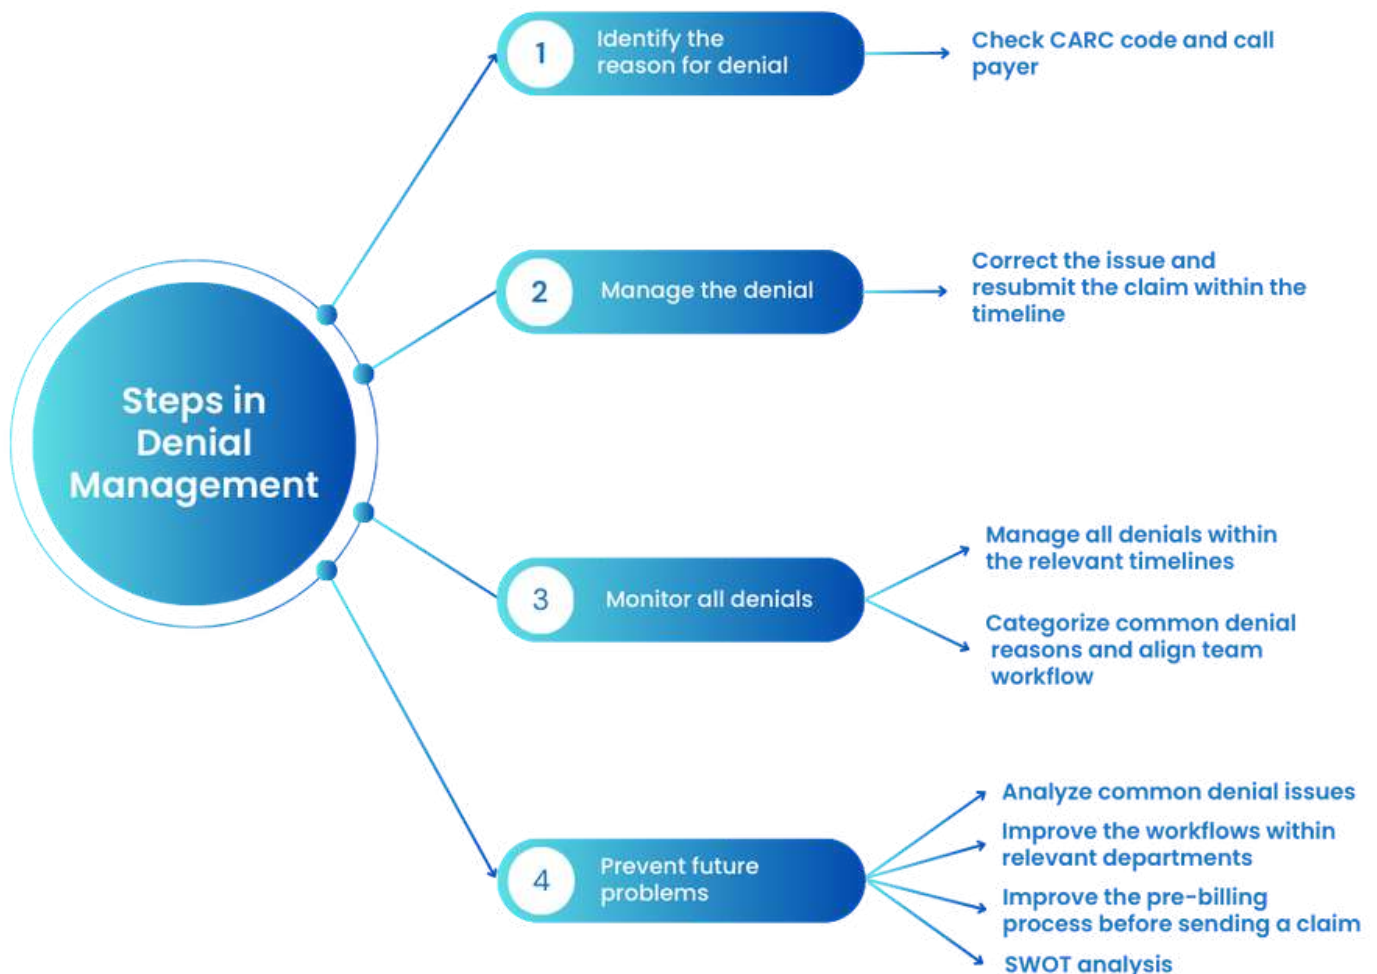 Steps in
Denial
Management
1
Identify the
reason for denial
Check CARC code and call
payer
2
Manage the denial
Correct the issue and
resubmit the claim within the
timeline
3
Monitor all denials
Manage all denials within
the relevant timelines
Categorize common denial
reasons and align team
workflow
4
Prevent future
problems
Analyze common denial issues
Improve the workflows within
relevant departments
Improve the pre-billing
process before sending a claim
SWOT analysis